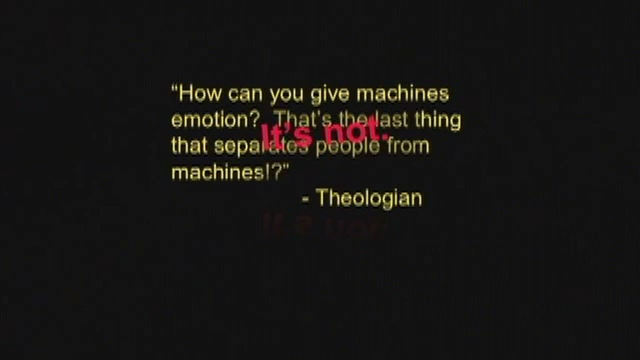 “How can you give machines
emotion? That's the last thing
It's not.
that separates people from
machines!?”
- Theologian